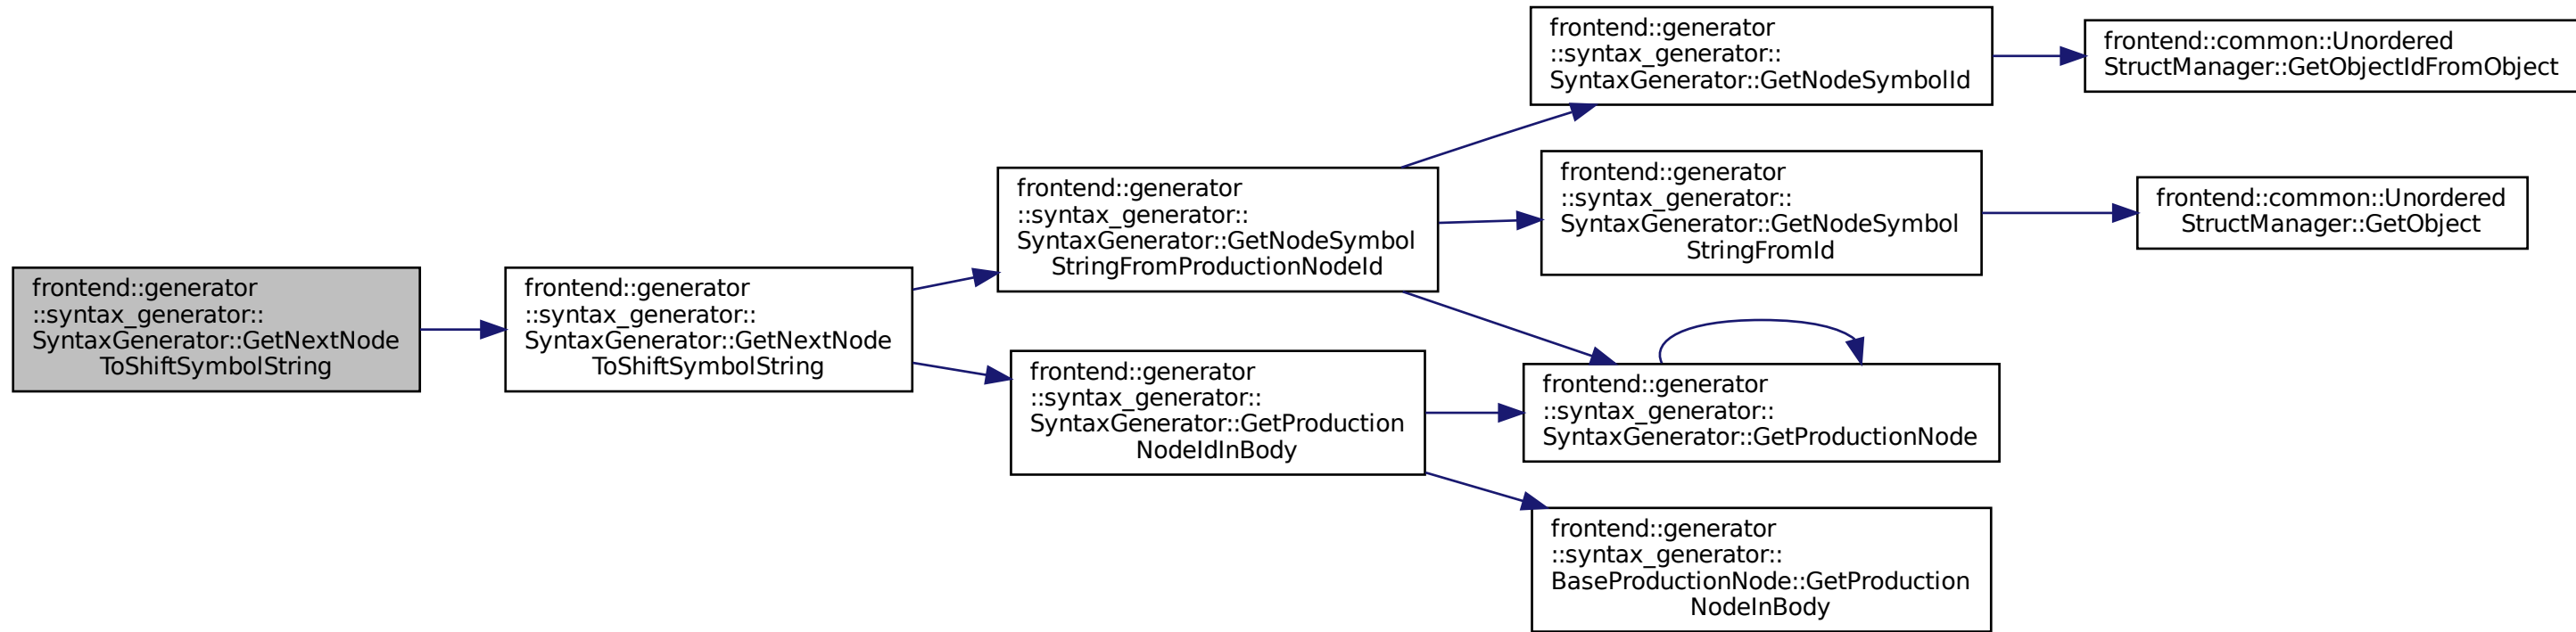 frontend::generator
::syntax_generator::
SyntaxGenerator::GetNextNode
ToShiftSymbolString
frontend::generator
::syntax_generator::
SyntaxGenerator::GetNextNode
ToShiftSymbolString
frontend::generator
::syntax_generator::
SyntaxGenerator::GetNodeSymbol
StringFromProductionNodeId
frontend::generator
::syntax_generator::
SyntaxGenerator::GetProduction
NodeIdInBody
frontend::generator
::syntax_generator::
SyntaxGenerator::GetNodeSymbolId
frontend::generator
::syntax_generator::
SyntaxGenerator::GetNodeSymbol
StringFromId
frontend::generator
::syntax_generator::
SyntaxGenerator::GetProductionNode
frontend::generator
::syntax_generator::
BaseProductionNode::GetProduction
NodeInBody
frontend::common::Unordered
StructManager::GetObjectIdFromObject
frontend::common::Unordered
StructManager::GetObject